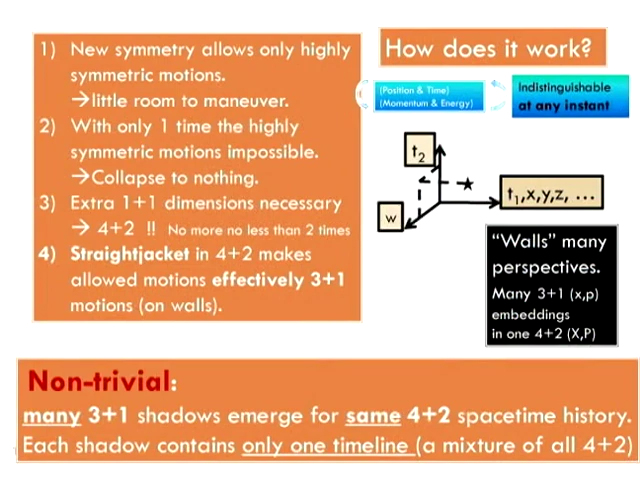 1) New symmetry allows only highly
symmetric motions.
→little room to maneuver.
2) With only 1 time the highly
symmetric motions impossible.
→Collapse to nothing.
3) Extra 1+1 dimensions necessary
→ 4+2 !! No more no less than 2 times
4) Straightjacket in 4+2 makes
allowed motions effectively 3+1
motions (on walls).
How does it work?
(Position & Time)
(Momentum & Energy)
Indistinguishable
at any instant
t₂
t₁,x,y,z, ...
w
“Walls” many
perspectives.
Many 3+1 (x,p)
embeddings
in one 4+2 (X,P)
Non-trivial:
many 3+1 shadows emerge for same 4+2 spacetime history.
Each shadow contains only one timeline (a mixture of all 4+2)